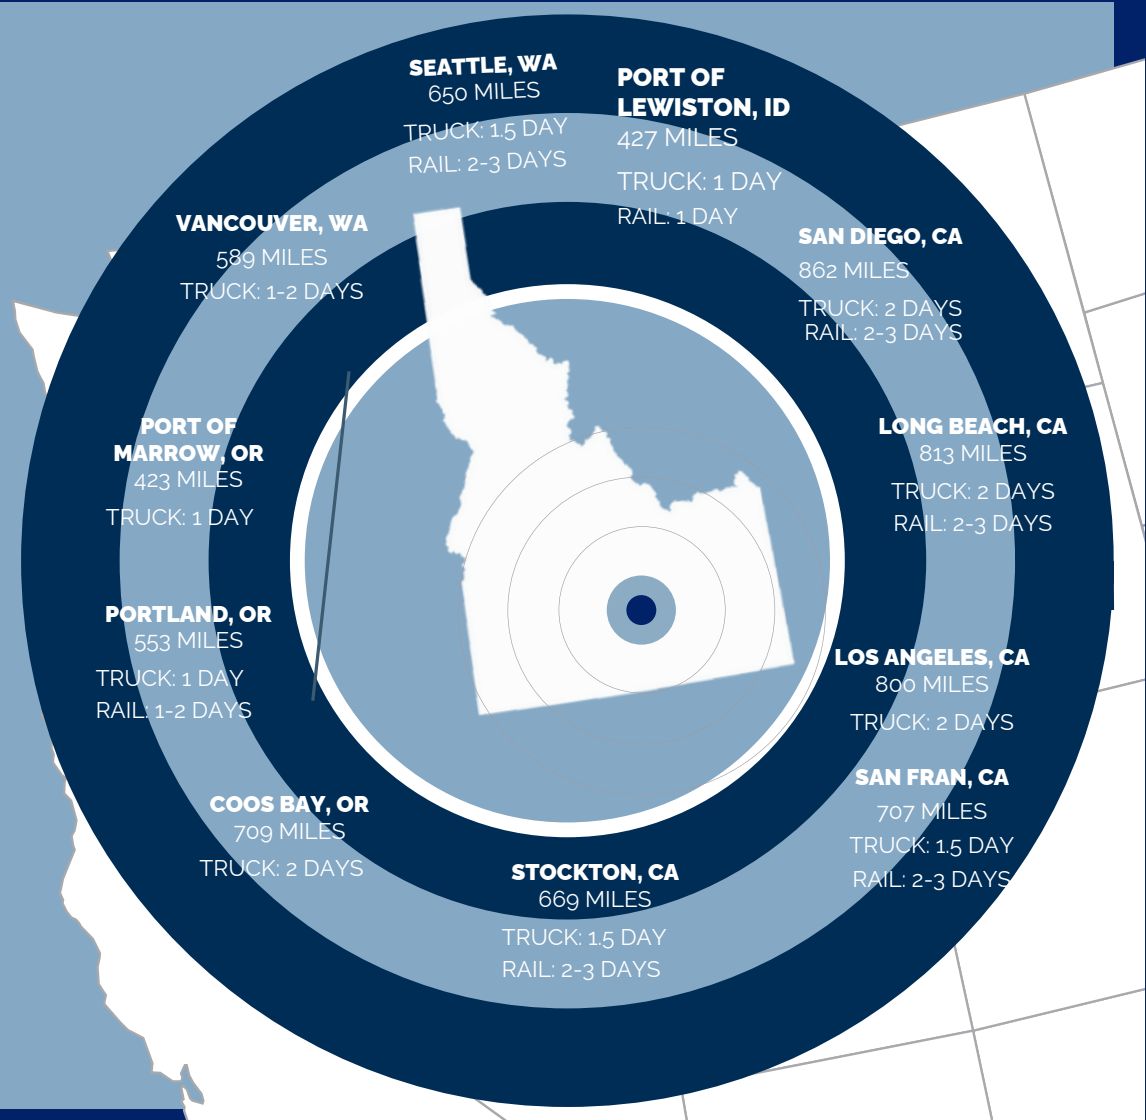 SEATTLE, WA
650 MILES
TRUCK: 1.5 DAY
RAIL: 2-3 DAYS
PORT OF
LEWISTON, ID
427 MILES
TRUCK: 1 DAY
RAIL: 1 DAY
VANCOUVER, WA
589 MILES
TRUCK: 1-2 DAYS
SAN DIEGO, CA
862 MILES
TRUCK: 2 DAYS
RAIL: 2-3 DAYS
PORT OF
MARROW, OR
423 MILES
TRUCK: 1 DAY
LONG BEACH, CA
813 MILES
TRUCK: 2 DAYS
RAIL: 2-3 DAYS
PORTLAND, OR
553 MILES
TRUCK: 1 DAY
RAIL: 1-2 DAYS
LOS ANGELES, CA
800 MILES
TRUCK: 2 DAYS
SAN FRAN, CA
707 MILES
TRUCK: 1.5 DAY
RAIL: 2-3 DAYS
COOS BAY, OR
709 MILES
TRUCK: 2 DAYS
STOCKTON, CA
669 MILES
TRUCK: 1.5 DAY
RAIL: 2-3 DAYS